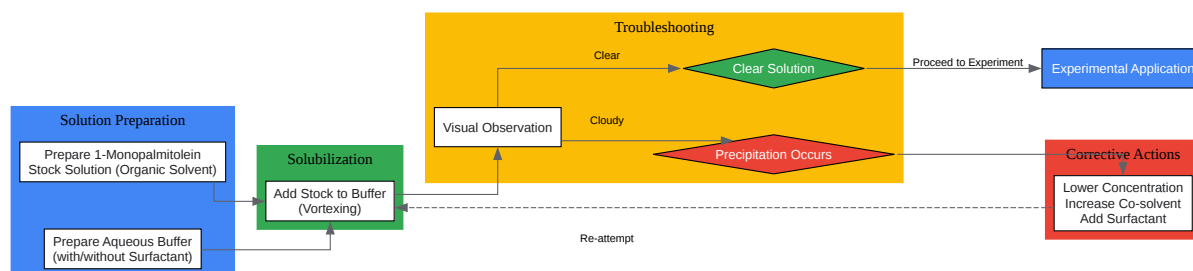 Solution Preparation
Prepare 1-Monopalmitolein
Stock Solution (Organic Solvent)
Prepare Aqueous Buffer
(with/without Surfactant)
Solubilization
Add Stock to Buffer
(Vortexing)
Troubleshooting
Visual Observation
Clear
Clear Solution
Cloudy
Precipitation Occurs
Proceed to Experiment
Experimental Application
Corrective Actions
Lower Concentration
Increase Co-solvent
Add Surfactant
Re-attempt